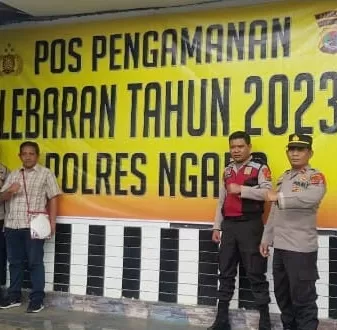 POS PENGAMANAN
LEBARAN TAHUN 2023
POLRES NGA